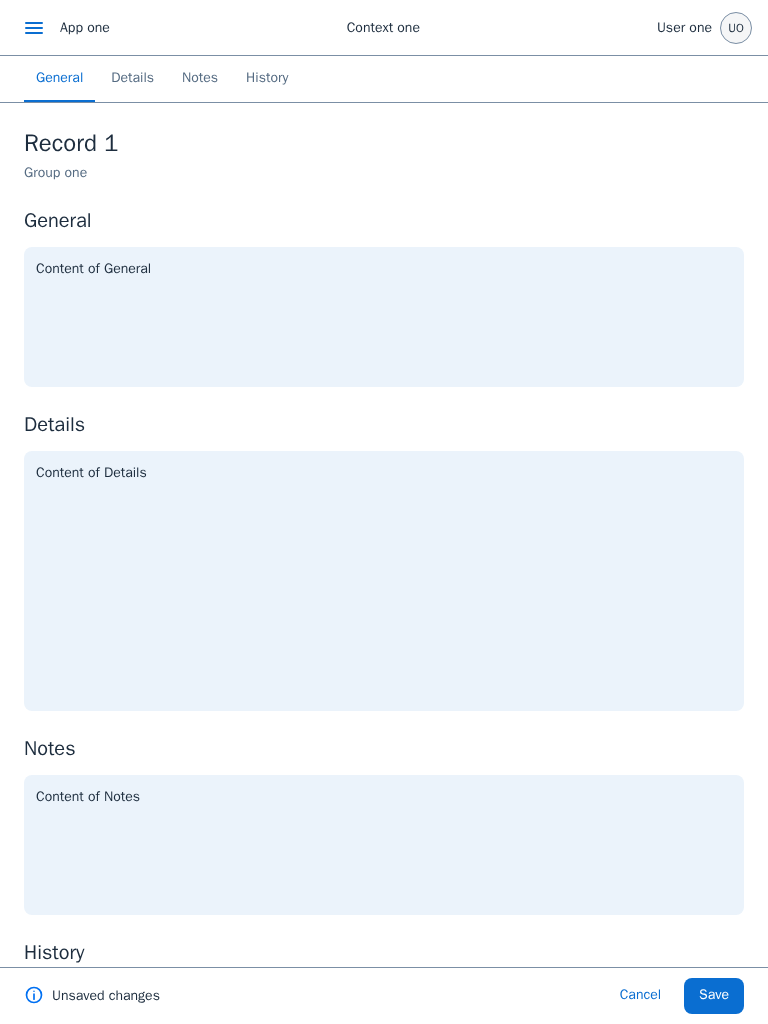 App one
Context one
User one
UO
General
Details
Notes
History
Record 1
Group one
General
Content of General
Details
Content of Details
Notes
Content of Notes
History
Unsaved changes
Cancel
Save